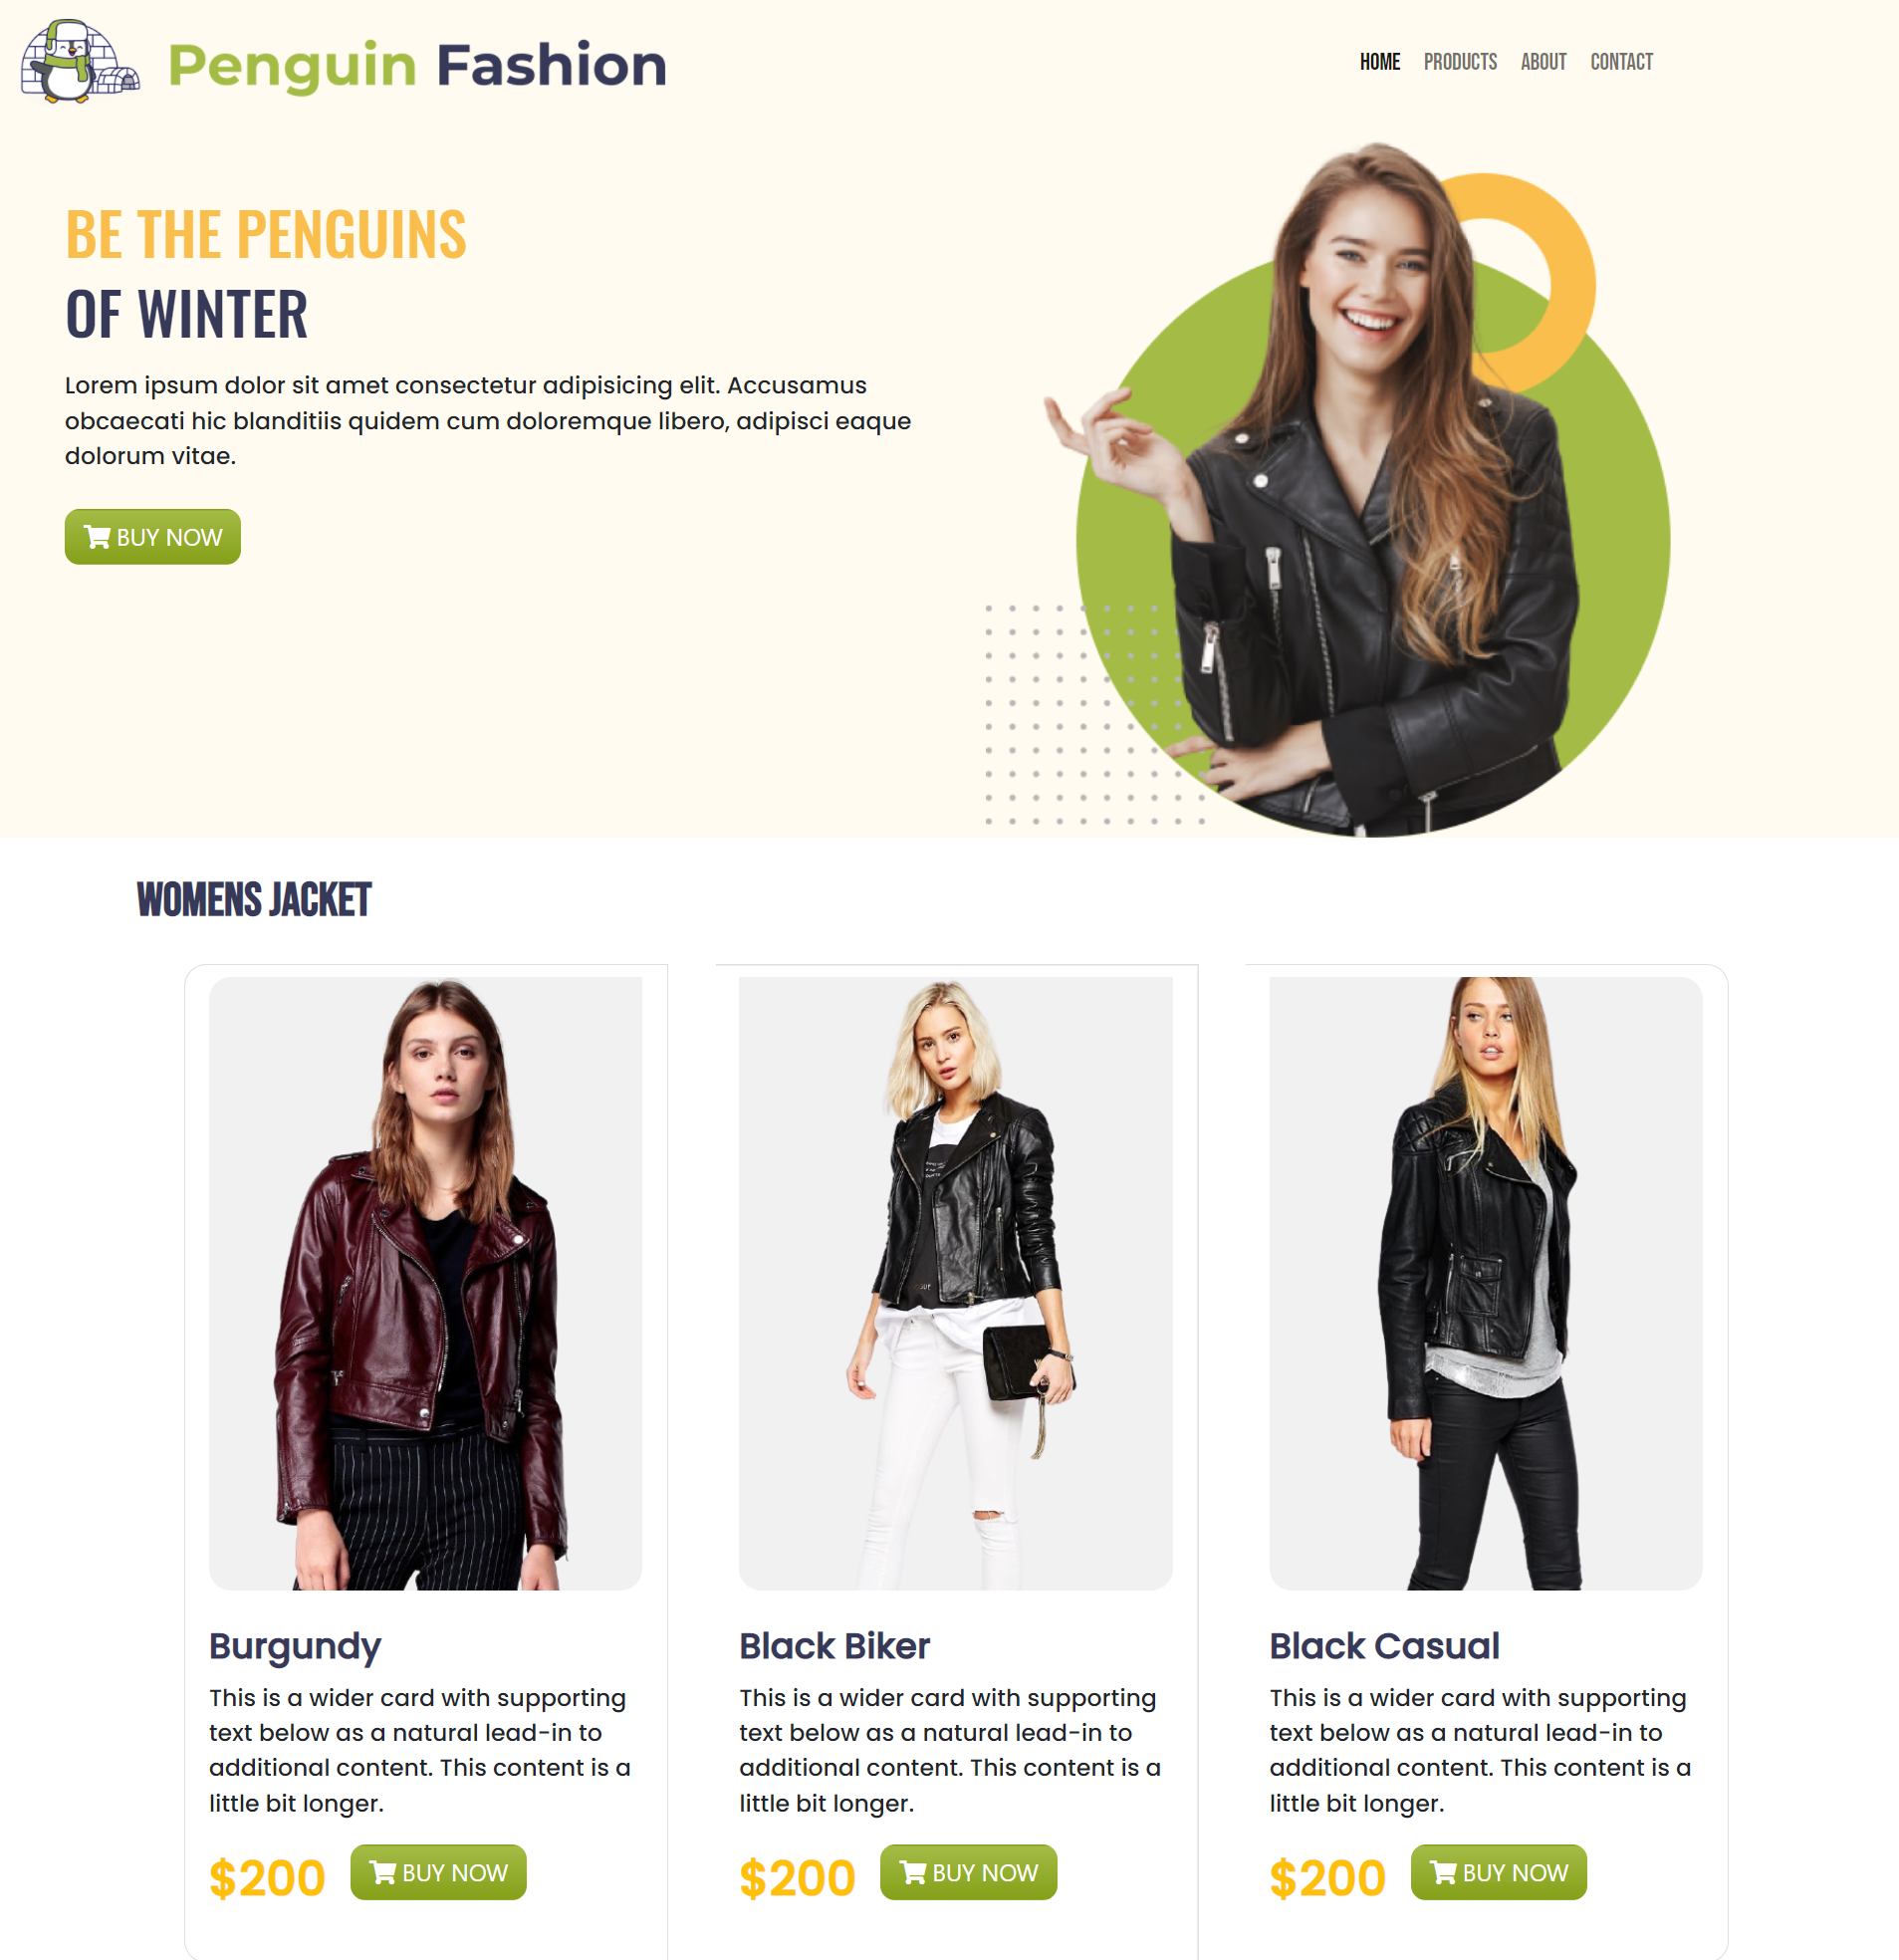 Penguin Fashion
HOME PRODUCTS ABOUT CONTACT
BE THE PENGUINS
OF WINTER
Lorem ipsum dolor sit amet consectetur adipisicing elit. Accusamus
obcaecati hic blanditiis quidem cum doloremque libero, adipisci eaque
dolorum vitae.
BUY NOW
WOMENS JACKET
Burgundy
This is a wider card with supporting
text below as a natural lead-in to
additional content. This content is a
little bit longer.
$200 BUY NOW
Black Biker
This is a wider card with supporting
text below as a natural lead-in to
additional content. This content is a
little bit longer.
$200 BUY NOW
Black Casual
This is a wider card with supporting
text below as a natural lead-in to
additional content. This content is a
little bit longer.
$200 BUY NOW